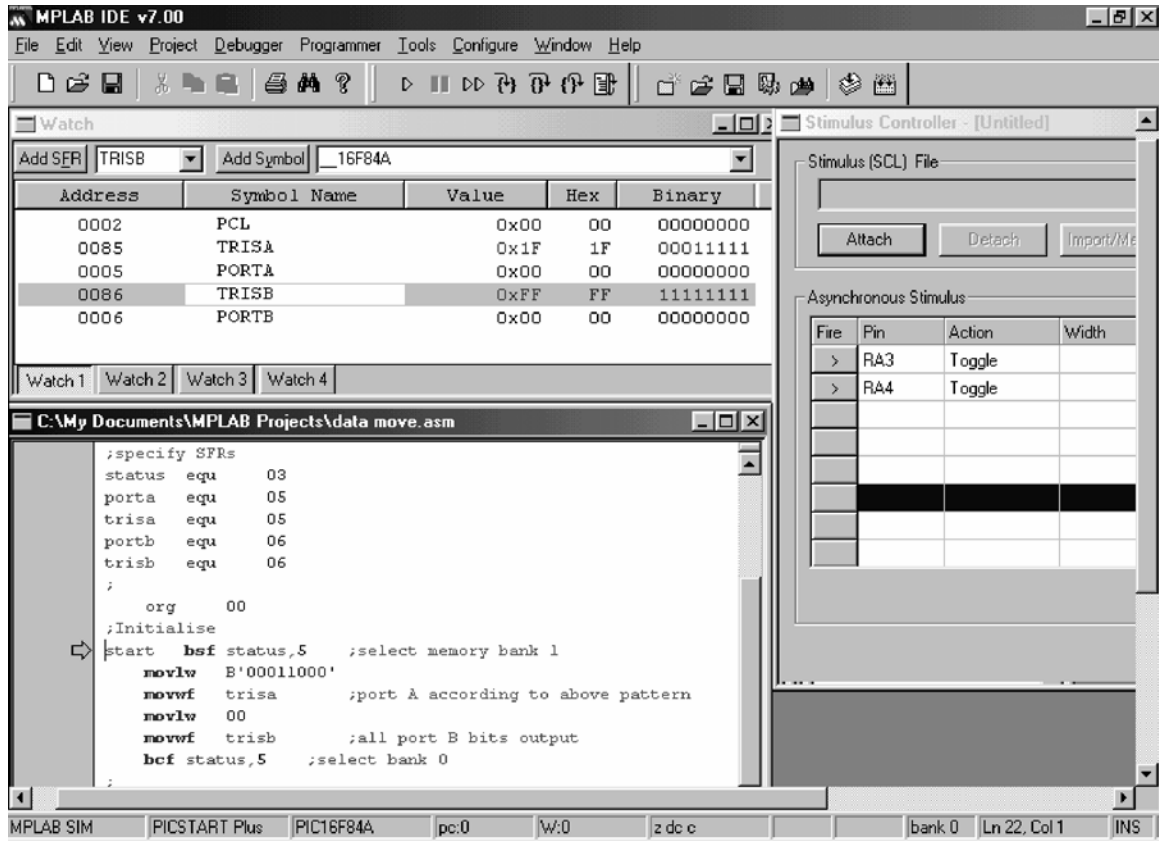 MPLAB IDE v7.00
File Edit View Project Debugger Programmer Tools Configure Window Help
Watch
Add SFR TRISB Add Symbol __16F84A
Address Symbol Name Value Hex Binary
0002 PCL 0x00 00 00000000
0085 TRISA 0x1F 1F 00011111
0005 PORTA 0x00 00 00000000
0086 TRISB 0xFF FF 11111111
0006 PORTB 0x00 00 00000000
Watch 1 Watch 2 Watch 3 Watch 4
Stimulus Controller - [Untitled]
Stimulus (SCL) File
Attach Detach Import/Me
Asynchronous Stimulus
Fire Pin Action Width
> RA3 Toggle
> RA4 Toggle
C:\My Documents\MPLAB Projects\data move.asm
;specify SFRs
status equ 03
porta equ 05
trisa equ 05
portb equ 06
trisb equ 06
;
org 00
;Initialise
start bsf status,5 ;select memory bank 1
movlw B'00011000'
movwf trisa ;port A according to above pattern
movlw 00
movwf trisb ;all port B bits output
bcf status,5 ;select bank 0
;
MPLAB SIM PICSTART Plus PIC16F84A pc:0 W:0 z dc c bank 0 Ln 22, Col 1 INS